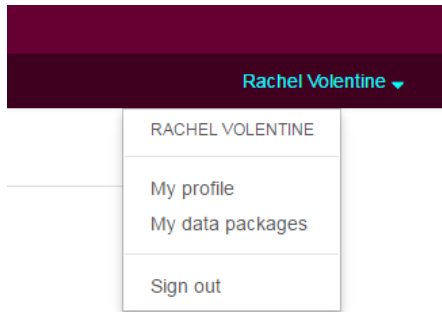 Rachel Volentine
RACHEL VOLENTINE
My profile
My data packages
Sign out